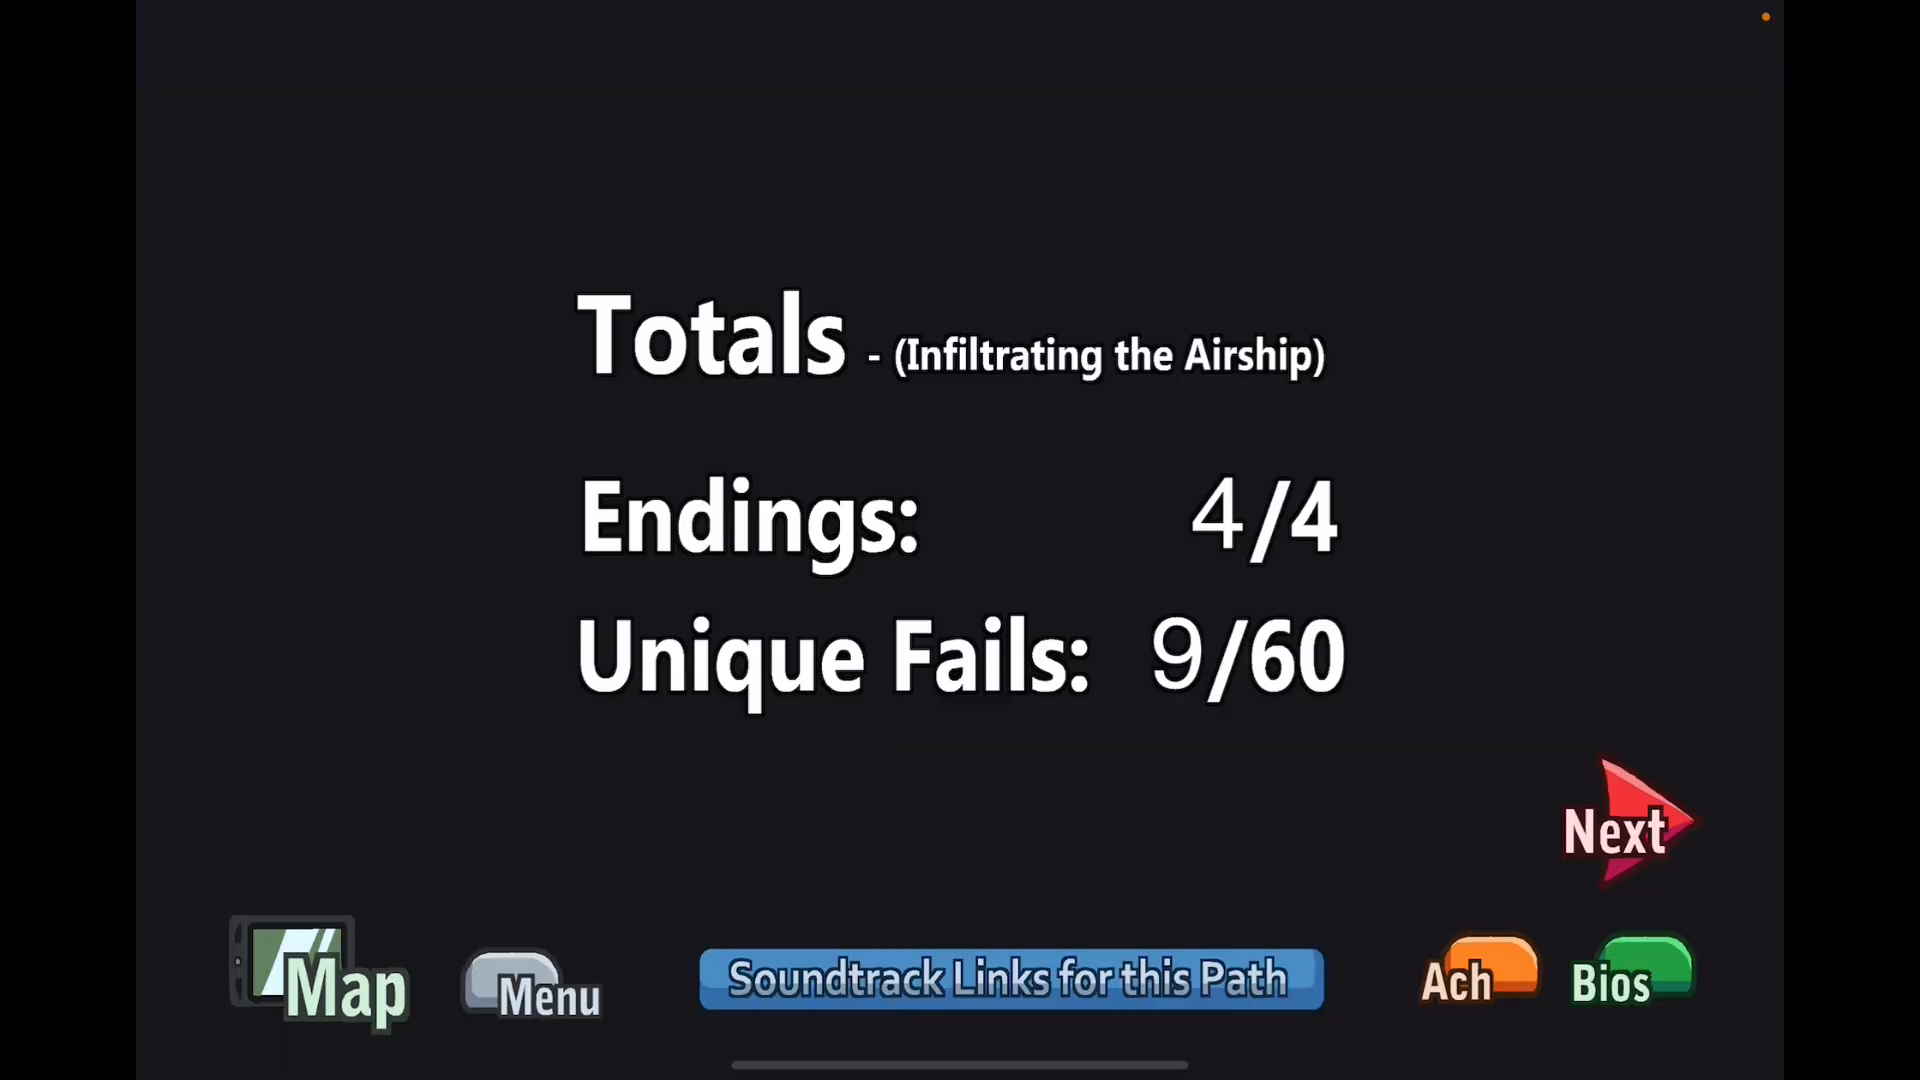 Totals - (Infiltrating the Airship)
Endings: 4/4
Unique Fails: 9/60
Next
Map
Menu
Soundtrack Links for this Path
Ach
Bios